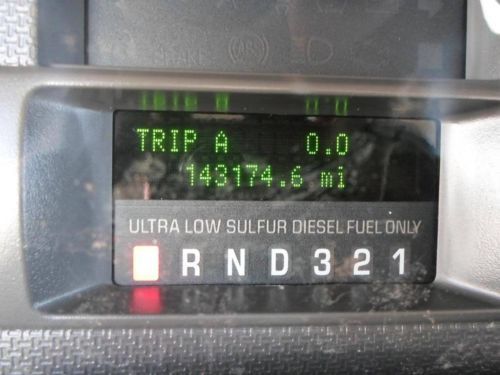 TRIP A 0.0
143174.6 mi
ULTRA LOW SULFUR DIESEL FUEL ONLY
R N D 3 2 1